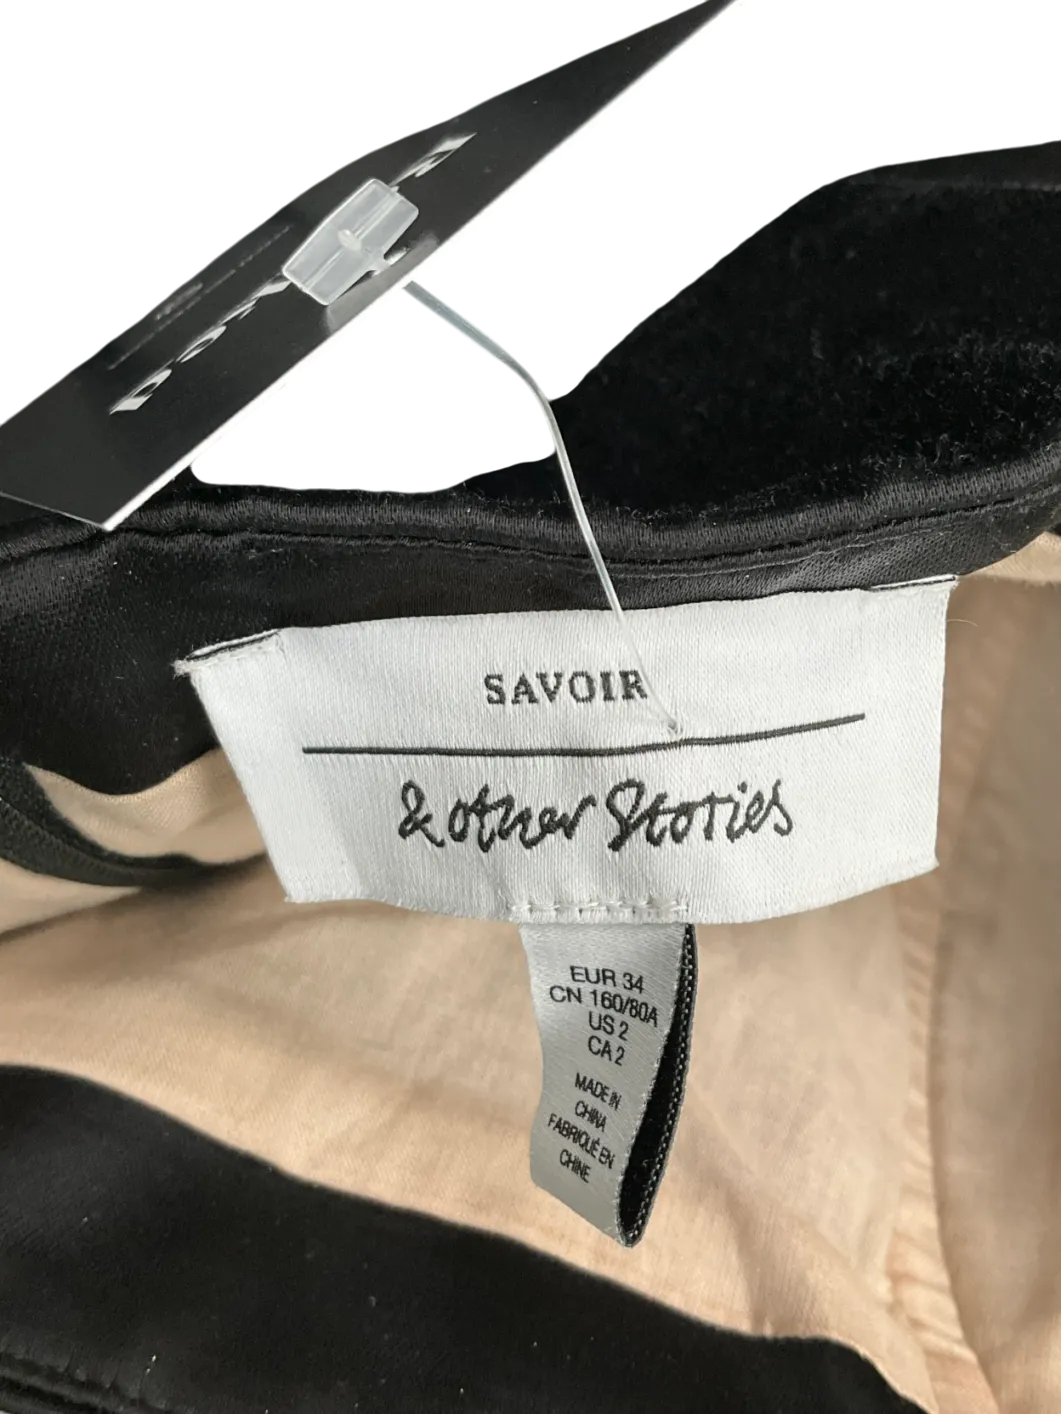 SAVOIR
& other Stories
EUR 34
CN 160/80A
US 2
CA 2
MADE IN
CHINA
FABRIQUÉ EN
CHINE